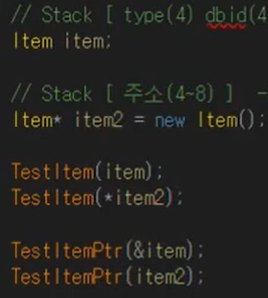 // Stack [ type(4) dbid(4
Item item;
// Stack [ 주소(4~8) ]  -
Item* item2 = new Item();
TestItem(item);
TestItem(*item2);
TestItemPtr(&item);
TestItemPtr(item2);